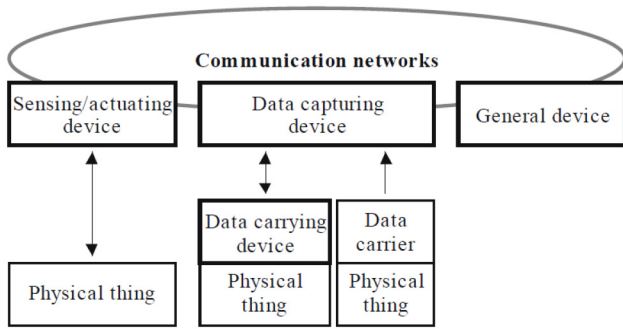 Communication networks
Sensing/actuating
device
Data capturing
device
General device
Data carrying
device
Data
carrier
Physical thing
Physical
thing
Physical
thing